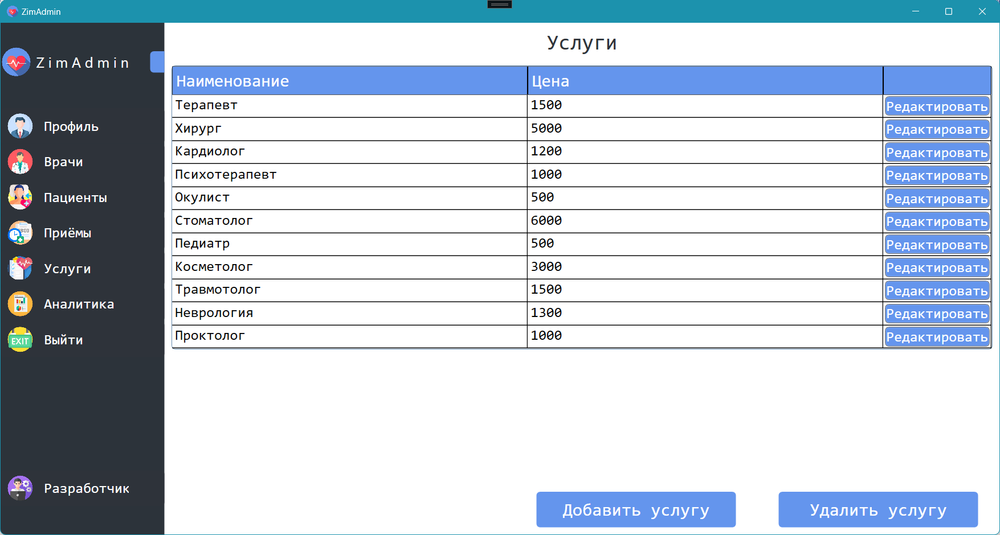 ZimAdmin
ZimAdmin
Профиль
Врачи
Пациенты
Приёмы
Услуги
Аналитика
EXIT Выйти
Разработчик
Услуги
Наименование Цена
Терапевт 1500 Редактировать
Хирург 5000 Редактировать
Кардиолог 1200 Редактировать
Психотерапевт 1000 Редактировать
Окулист 500 Редактировать
Стоматолог 6000 Редактировать
Педиатр 500 Редактировать
Косметолог 3000 Редактировать
Травмотолог 1500 Редактировать
Неврология 1300 Редактировать
Проктолог 1000 Редактировать
Добавить услугу Удалить услугу